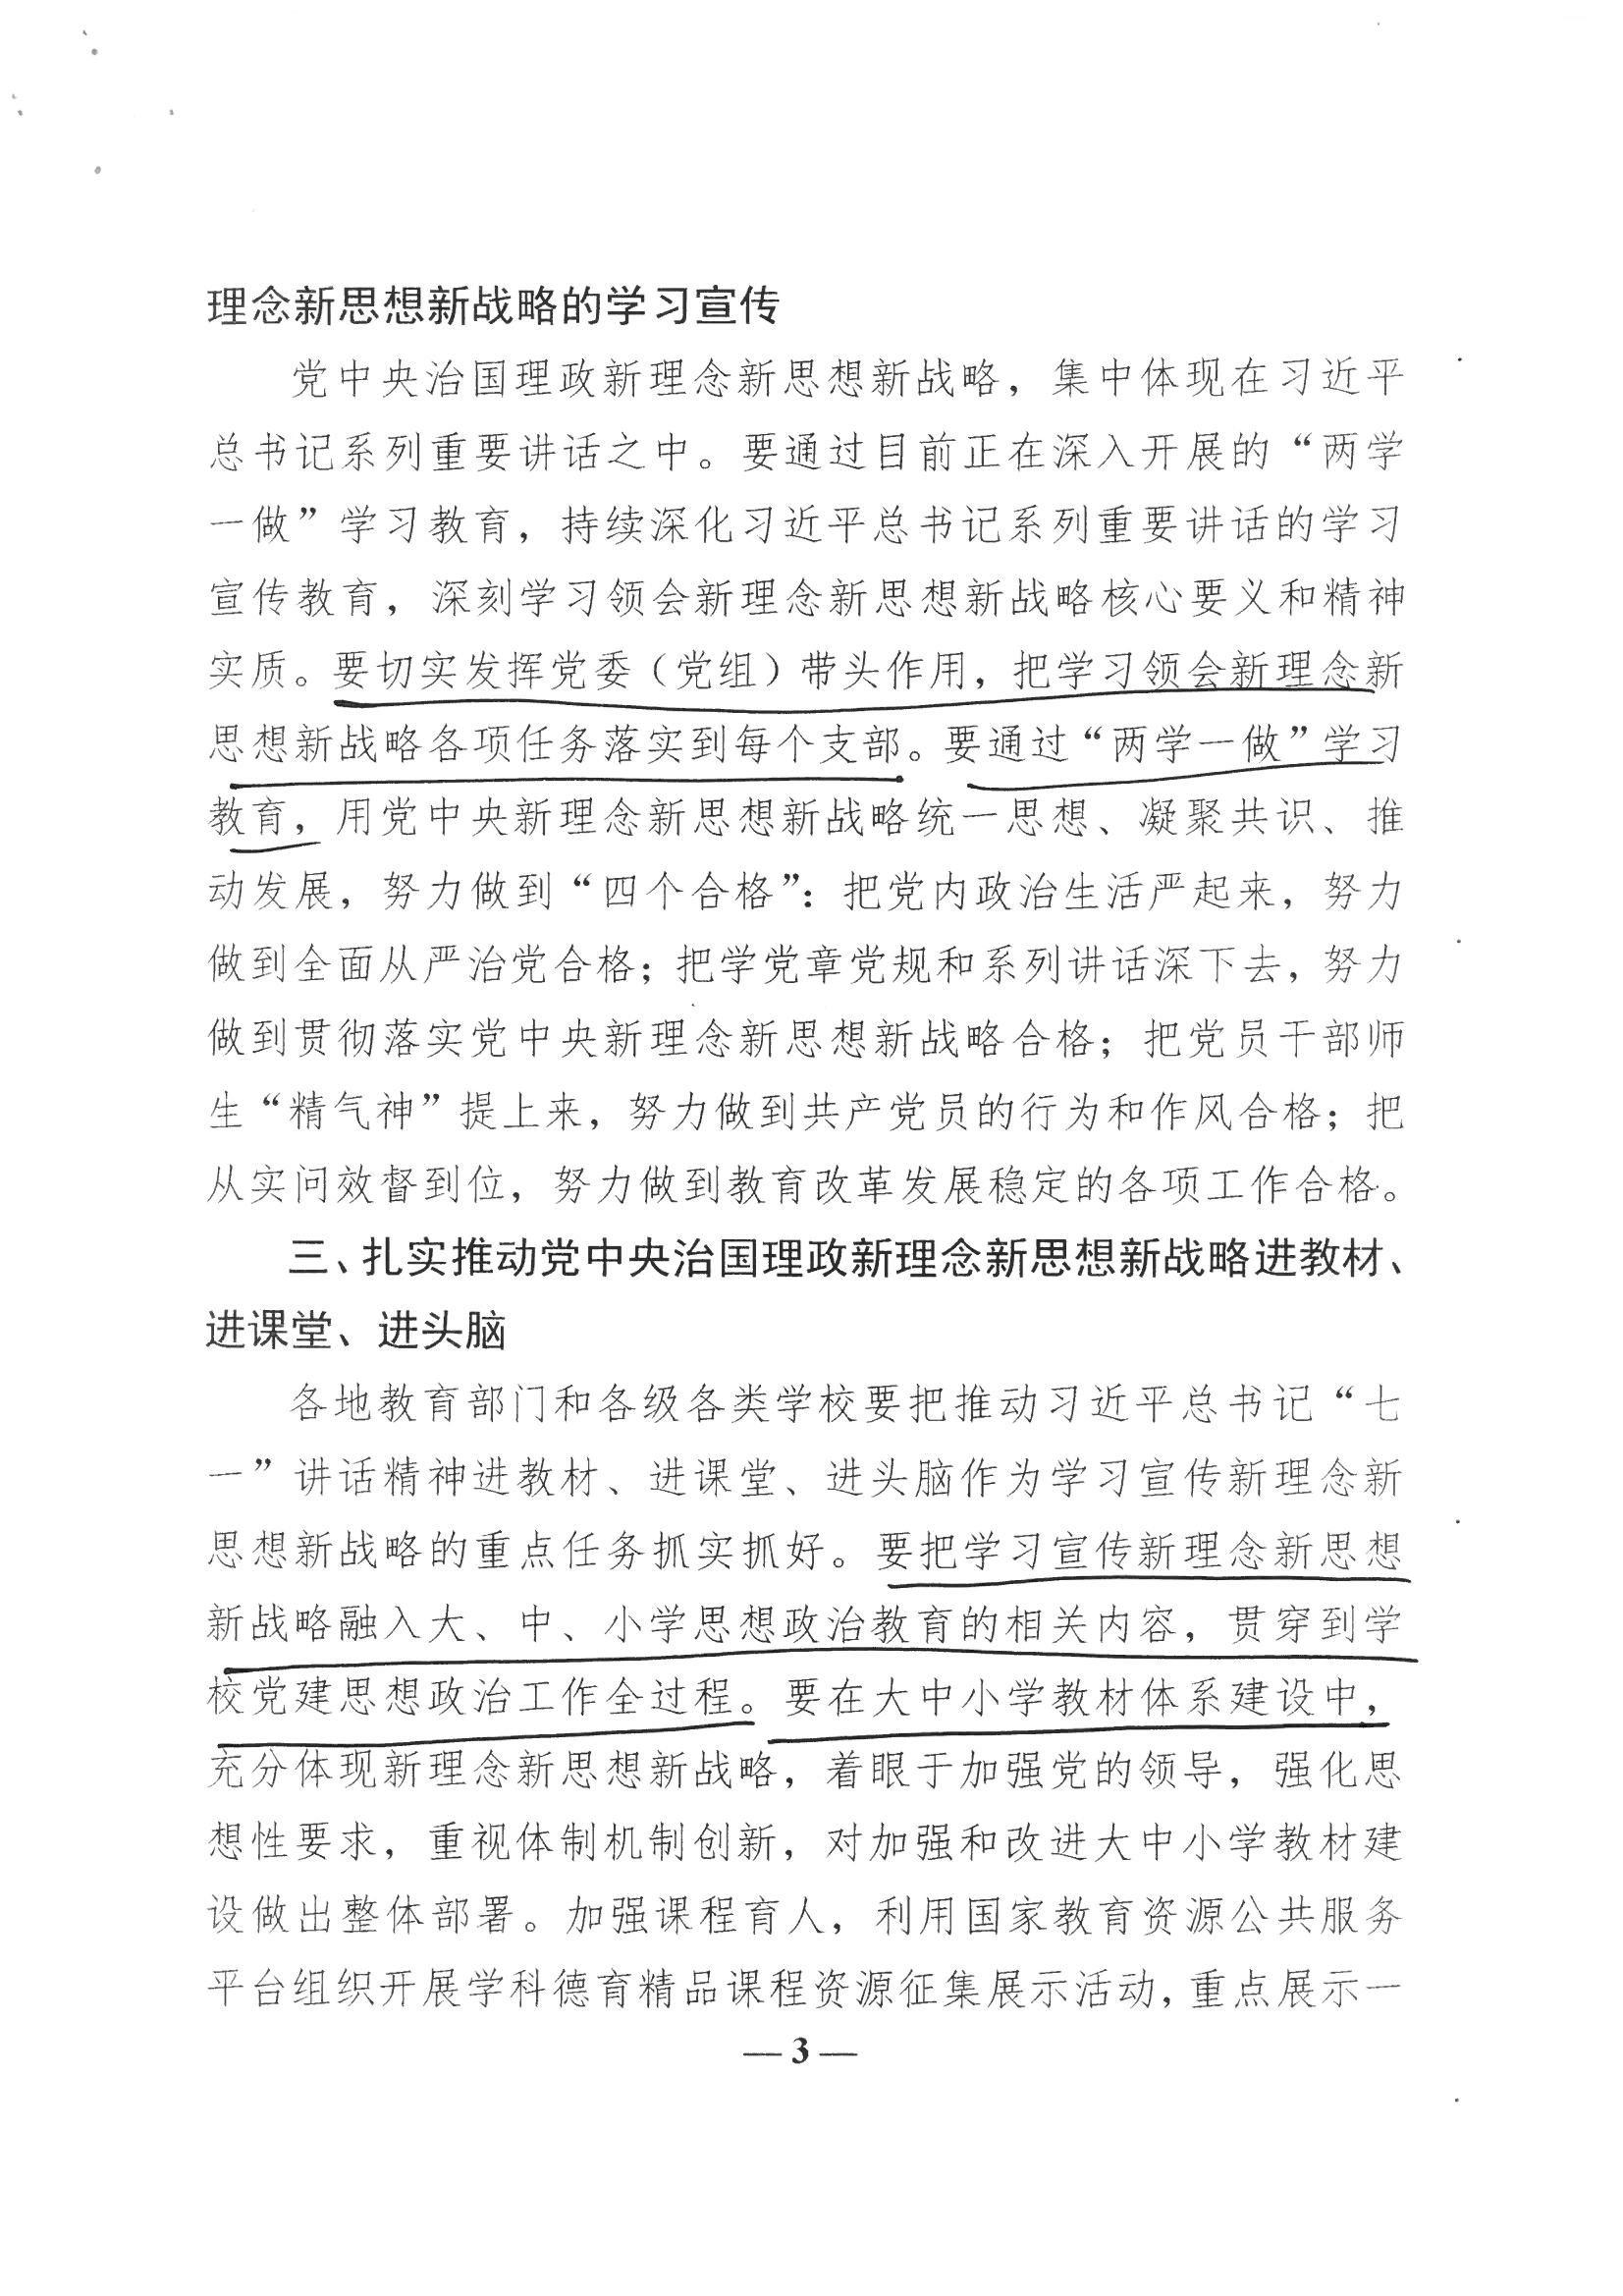 理念新思想新战略的学习宣传
党中央治国理政新理念新思想新战略，集中体现在习近平
总书记系列重要讲话之中。要通过目前正在深入开展的“两学
一做”学习教育，持续深化习近平总书记系列重要讲话的学习
宣传教育，深刻学习领会新理念新思想新战略核心要义和精神
实质。要切实发挥党委（党组）带头作用，把学习领会新理念新
思想新战略各项任务落实到每个支部。要通过“两学一做”学习
教育，用党中央新理念新思想新战略统一思想、凝聚共识、推
动发展，努力做到“四个合格”：把党内政治生活严起来，努力
做到全面从严治党合格；把学党章党规和系列讲话深下去，努力
做到贯彻落实党中央新理念新思想新战略合格；把党员干部师
生“精气神”提上来，努力做到共产党员的行为和作风合格；把
从实问效督到位，努力做到教育改革发展稳定的各项工作合格。
三、扎实推动党中央治国理政新理念新思想新战略进教材、
进课堂、进头脑
各地教育部门和各级各类学校要把推动习近平总书记“七
一”讲话精神进教材、进课堂、进头脑作为学习宣传新理念新
思想新战略的重点任务抓实抓好。要把学习宣传新理念新思想
新战略融入大、中、小学思想政治教育的相关内容，贯穿到学
校党建思想政治工作全过程。要在大中小学教材体系建设中，
充分体现新理念新思想新战略，着眼于加强党的领导，强化思
想性要求，重视体制机制创新，对加强和改进大中小学教材建
设做出整体部署。加强课程育人，利用国家教育资源公共服务
平台组织开展学科德育精品课程资源征集展示活动，重点展示一
— 3 —